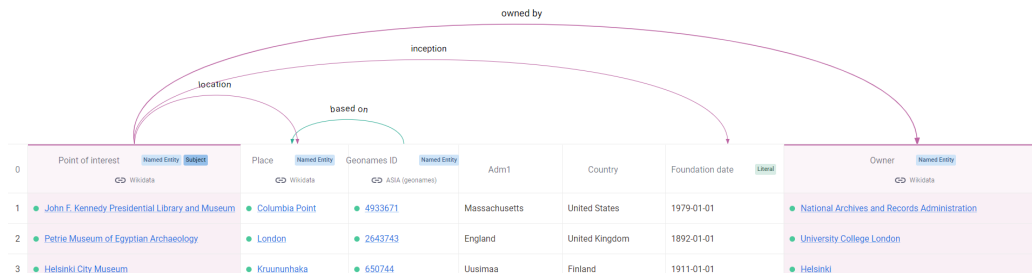 owned by
inception
location
based on
0 Point of interest Named Entity Subject Place Named Entity Geonames ID Named Entity Adm1 Country Foundation date Literal Owner Named Entity
Wikidata Wikidata ASIA (geonames) Wikidata
1 John F. Kennedy Presidential Library and Museum Columbia Point 4933671 Massachusetts United States 1979-01-01 National Archives and Records Administration
2 Petrie Museum of Egyptian Archaeology London 2643743 England United Kingdom 1892-01-01 University College London
3 Helsinki City Museum Kruununhaka 650744 Uusimaa Finland 1911-01-01 Helsinki